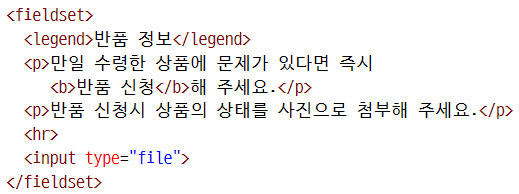 <fieldset>
<legend>반품 정보</legend>
<p>만일 수령한 상품에 문제가 있다면 즉시
<b>반품 신청</b>해 주세요.</p>
<p>반품 신청시 상품의 상태를 사진으로 첨부해 주세요.</p>
<hr>
<input type="file">
</fieldset>